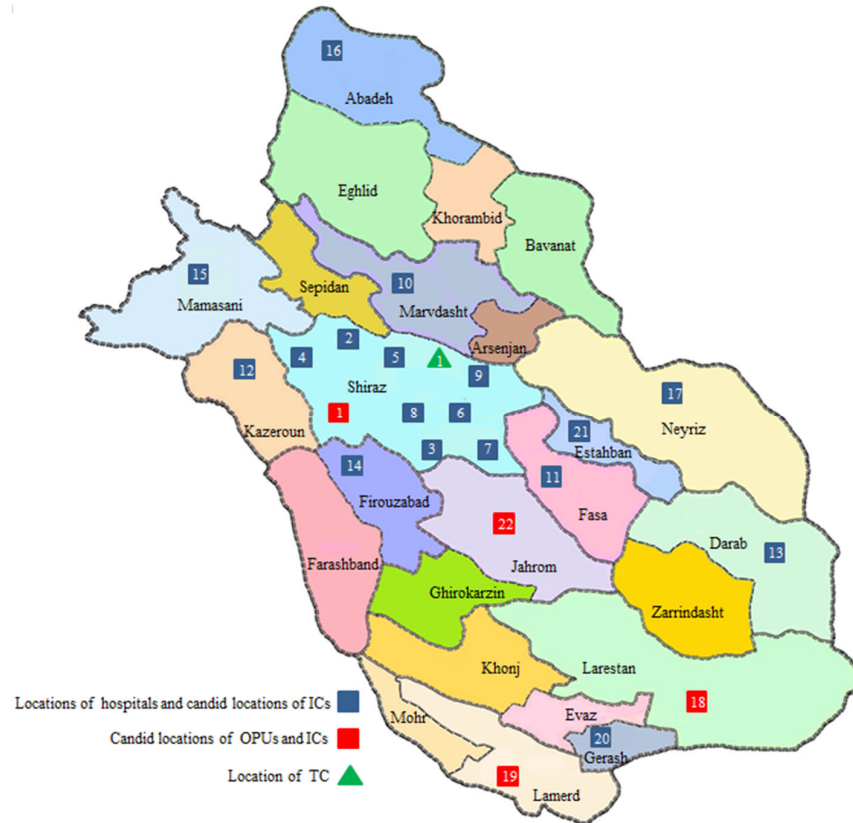 16
Abadeh
Eghlid
Khorambid
Bavanat
15
Mamasani
Sepidan
10
Marvdasht
Arsenjan
2
4
5
1
9
12
Shiraz
17
1
8
6
Kazeroun
21
Neyriz
3
7
Estahban
14
11
Firouzabad
Fasa
22
Darab
13
Farashband
Jahrom
Ghirokarzin
Zarrindasht
Khonj
Larestan
Locations of hospitals and candid locations of ICs
18
Mohr
Evaz
Candid locations of OPUs and ICs
20
Gerash
Location of TC
19
Lamerd